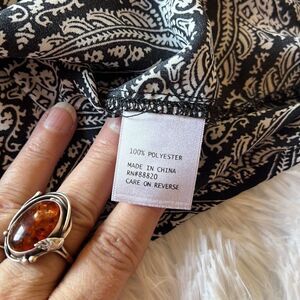 100% POLYESTER
MADE IN CHINA
RN#88820
CARE ON REVERSE